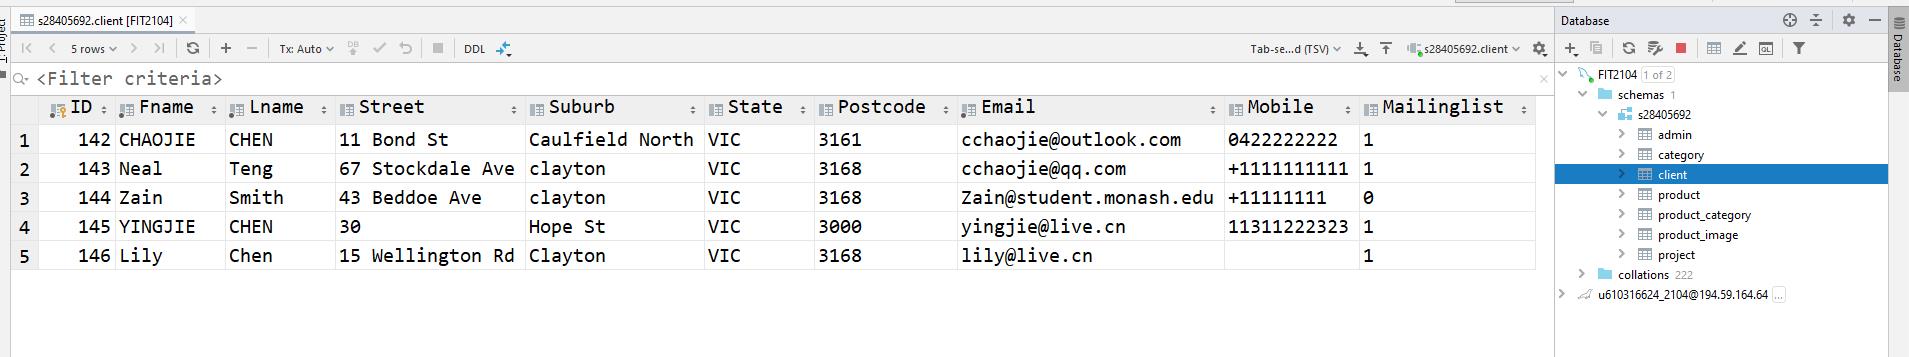 s28405692.client [FIT2104]
1: Project
5 rows
Tx: Auto
DB
DDL
Tab-se...d (TSV)
s28405692.client
<Filter criteria>
ID Fname Lname Street Suburb State Postcode Email Mobile Mailinglist
1 142 CHAOJIE CHEN 11 Bond St Caulfield North VIC 3161 cchaojie@outlook.com 0422222222 1
2 143 Neal Teng 67 Stockdale Ave clayton VIC 3168 cchaojie@qq.com +1111111111 1
3 144 Zain Smith 43 Beddoe Ave clayton VIC 3168 Zain@student.monash.edu +11111111 0
4 145 YINGJIE CHEN 30 Hope St VIC 3000 yingjie@live.cn 11311222323 1
5 146 Lily Chen 15 Wellington Rd Clayton VIC 3168 lily@live.cn 1
Database
QL
FIT2104 1 of 2
schemas 1
s28405692
admin
category
client
product
product_category
product_image
project
collations 222
u610316624_2104@194.59.164.64 ...
Database